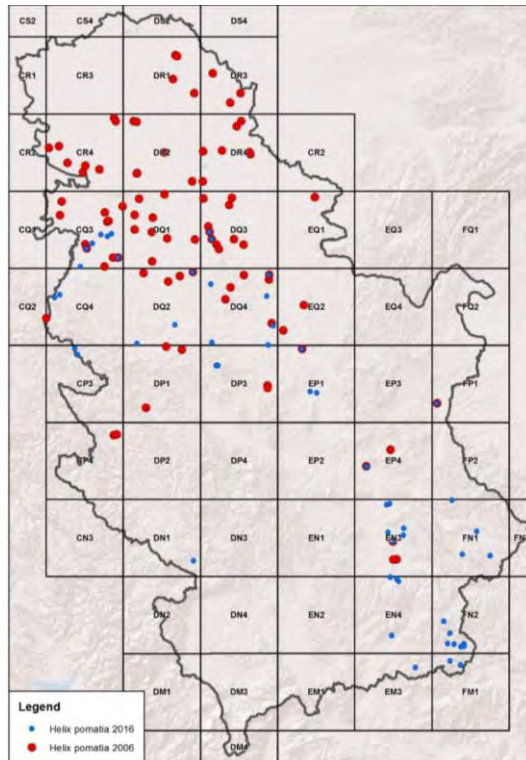 CS2 CS4 DS2 DS4
CR1 CR3 DR1 DR3
CR2 CR4 DR2 DR4 CR2
CQ1 CQ3 DQ1 DQ3 EQ1 EQ3 FQ1
CQ2 CQ4 DQ2 DQ4 EQ2 EQ4 FQ2
CP3 DP1 DP3 EP1 EP3 FP1
CP4 DP2 DP4 EP2 EP4 FP2
CN3 DN1 DN3 EN1 EN3 FN1
DN2 DN4 EN2 EN4 FN2
DM1 DM3 EM1 EM3 FM1
DM4
Legend
Helix pomatia 2016
Helix pomatia 2006